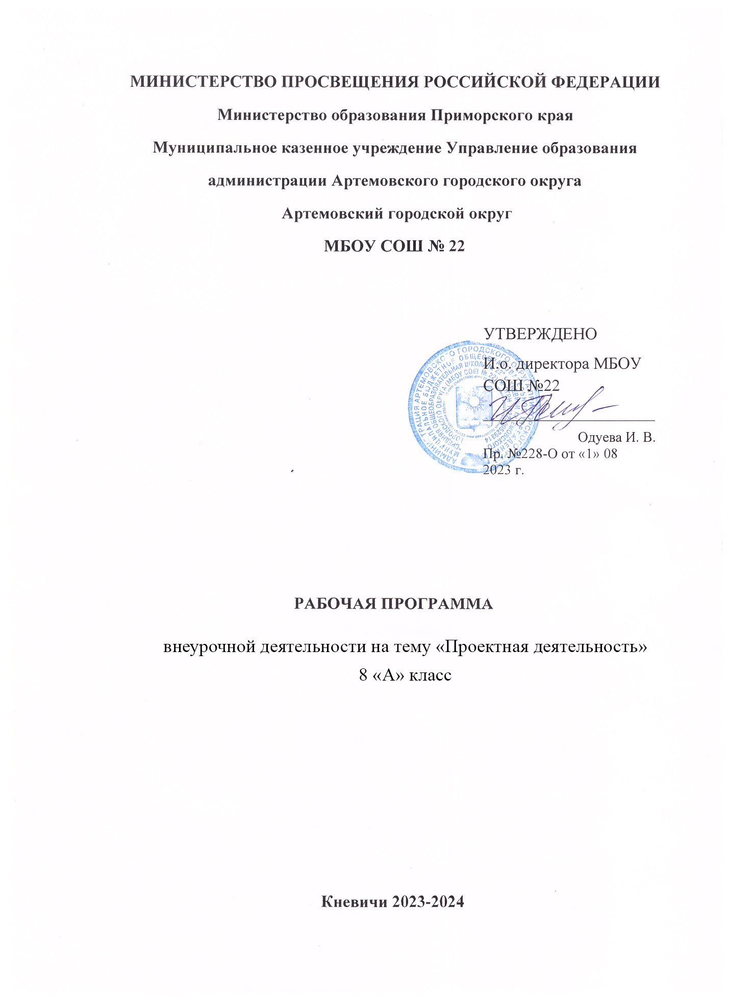 МИНИСТЕРСТВО ПРОСВЕЩЕНИЯ РОССИЙСКОЙ ФЕДЕРАЦИИ
Министерство образования Приморского края
Муниципальное казенное учреждение Управление образования
администрации Артемовского городского округа
Артемовский городской округ
МБОУ СОШ № 22
УТВЕРЖДЕНО
И.о. директора МБОУ
СОШ №22
Одуева И. В.
Пр. №228-О от «1» 08
2023 г.
РАБОЧАЯ ПРОГРАММА
внеурочной деятельности на тему «Проектная деятельность»
8 «А» класс
Кневичи 2023-2024